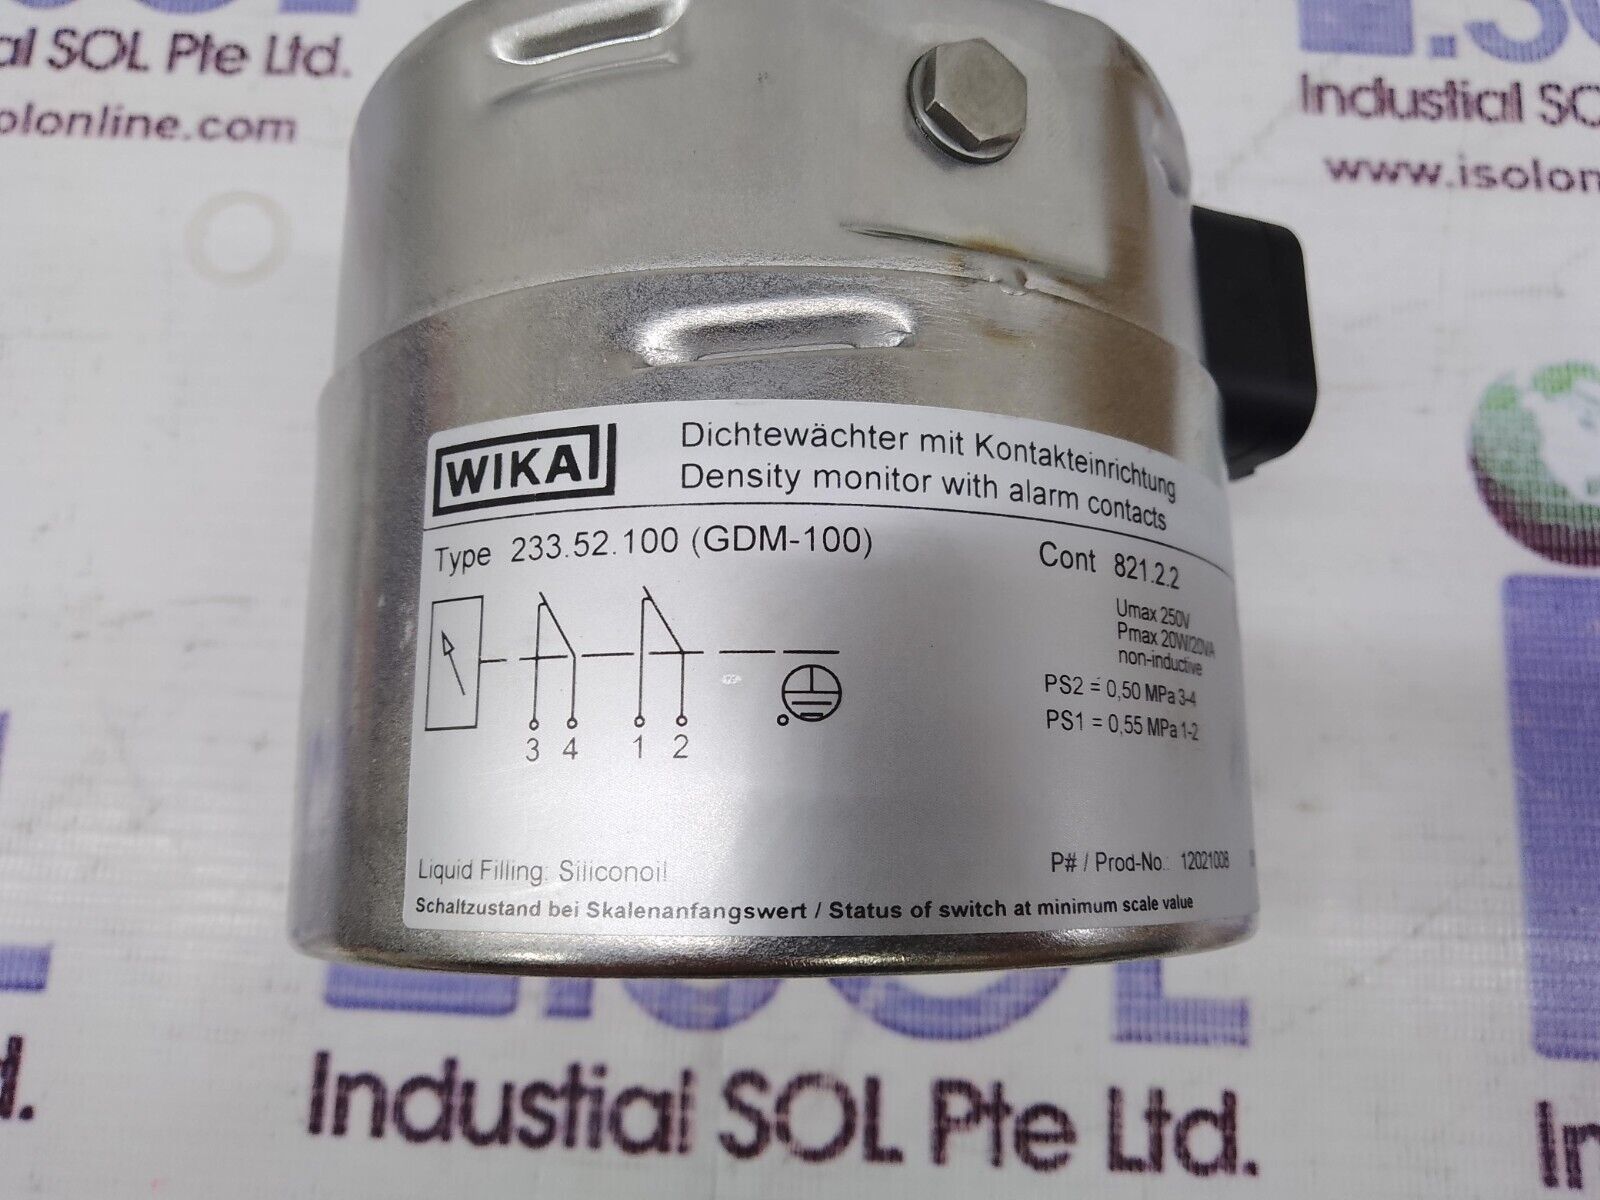 al SOL Pte Ltd.
olonline.com
Industial SO
www.isolon
WIKA
Dichtewächter mit Kontakteinrichtung
Density monitor with alarm contacts
Type 233.52.100 (GDM-100)
Cont 821.2.2
Umax 250V
Pmax 20W/20VA
non-inductive
PS2 = 0,50 MPa 3-4
PS1 = 0,55 MPa 1-2
3 4 1 2
Liquid Filling: Siliconoil
P# / Prod-No.: 12021008
Schaltzustand bei Skalenanfangswert / Status of switch at minimum scale value
d.
Industial SOL Pte Ltd.
In